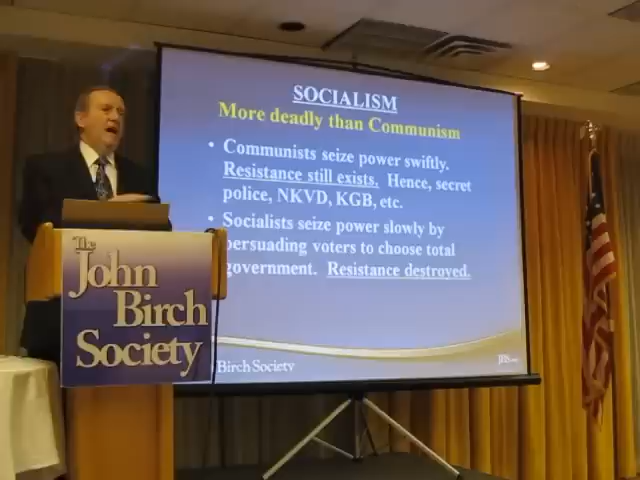 SOCIALISM
More deadly than Communism
• Communists seize power swiftly.
Resistance still exists. Hence, secret
police, NKVD, KGB, etc.
• Socialists seize power slowly by
persuading voters to choose total
government. Resistance destroyed.
Birch Society
The
John
Birch
Society